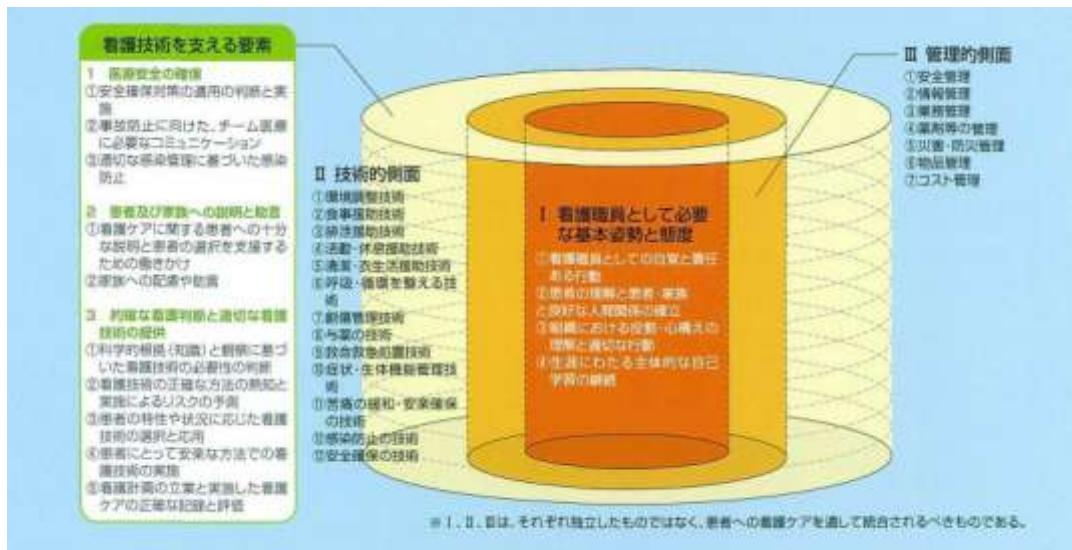 看護技術を支える要素
1 医療安全の確保
①安全確保対策の適用の判断と実
施
②事故防止に向けた、チーム医療
に必要なコミュニケーション
③適切な感染管理に基づいた感染
防止
2 患者及び家族への説明と助言
①看護ケアに関する患者への十分
な説明と患者の選択を支援する
ための働きかけ
②家族への配慮や助言
3 的確な看護判断と適切な看護
技術の提供
①科学的根拠(知識)と観察に基づ
いた看護技術の必要性の判断
②看護技術の正確な方法の熟知と
実施によるリスクの予測
③患者の特性や状況に応じた看護
技術の選択と応用
④患者にとって安楽な方法での看
護技術の実施
⑤看護計画の立案と実施した看護
ケアの正確な記録と評価
Ⅱ 技術的側面
①環境調整技術
②食事援助技術
③排泄援助技術
④活動・休息援助技術
⑤清潔・衣生活援助技術
⑥呼吸・循環を整える技
術
⑦創傷管理技術
⑧与薬の技術
⑨救命救急処置技術
⑩症状・生体機能管理技
術
⑪苦痛の緩和・安楽確保
の技術
⑫感染防止の技術
⑬安全確保の技術
Ⅰ 看護職員として必要
な基本姿勢と態度
①看護職員としての自覚と責任
ある行動
②患者の理解と患者・家族
と良好な人間関係の確立
③組織における役割・心構えの
理解と適切な行動
④生涯にわたる主体的な自己
学習の継続
Ⅲ 管理的側面
①安全管理
②情報管理
③業務管理
④薬剤等の管理
⑤災害・防災管理
⑥物品管理
⑦コスト管理
※Ⅰ、Ⅱ、Ⅲは、それぞれ独立したものではなく、患者への看護ケアを通して統合されるべきものである。